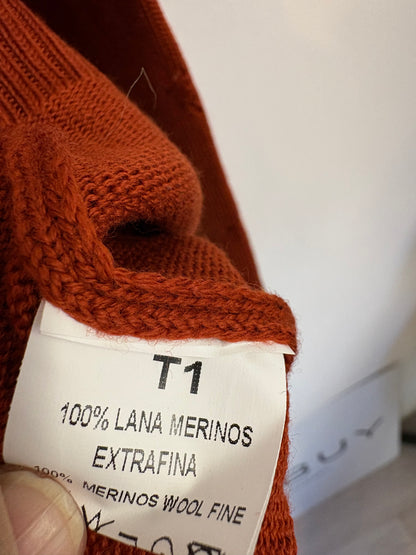 T1
100% LANA MERINOS
EXTRAFINA
100% MERINOS WOOL FINE